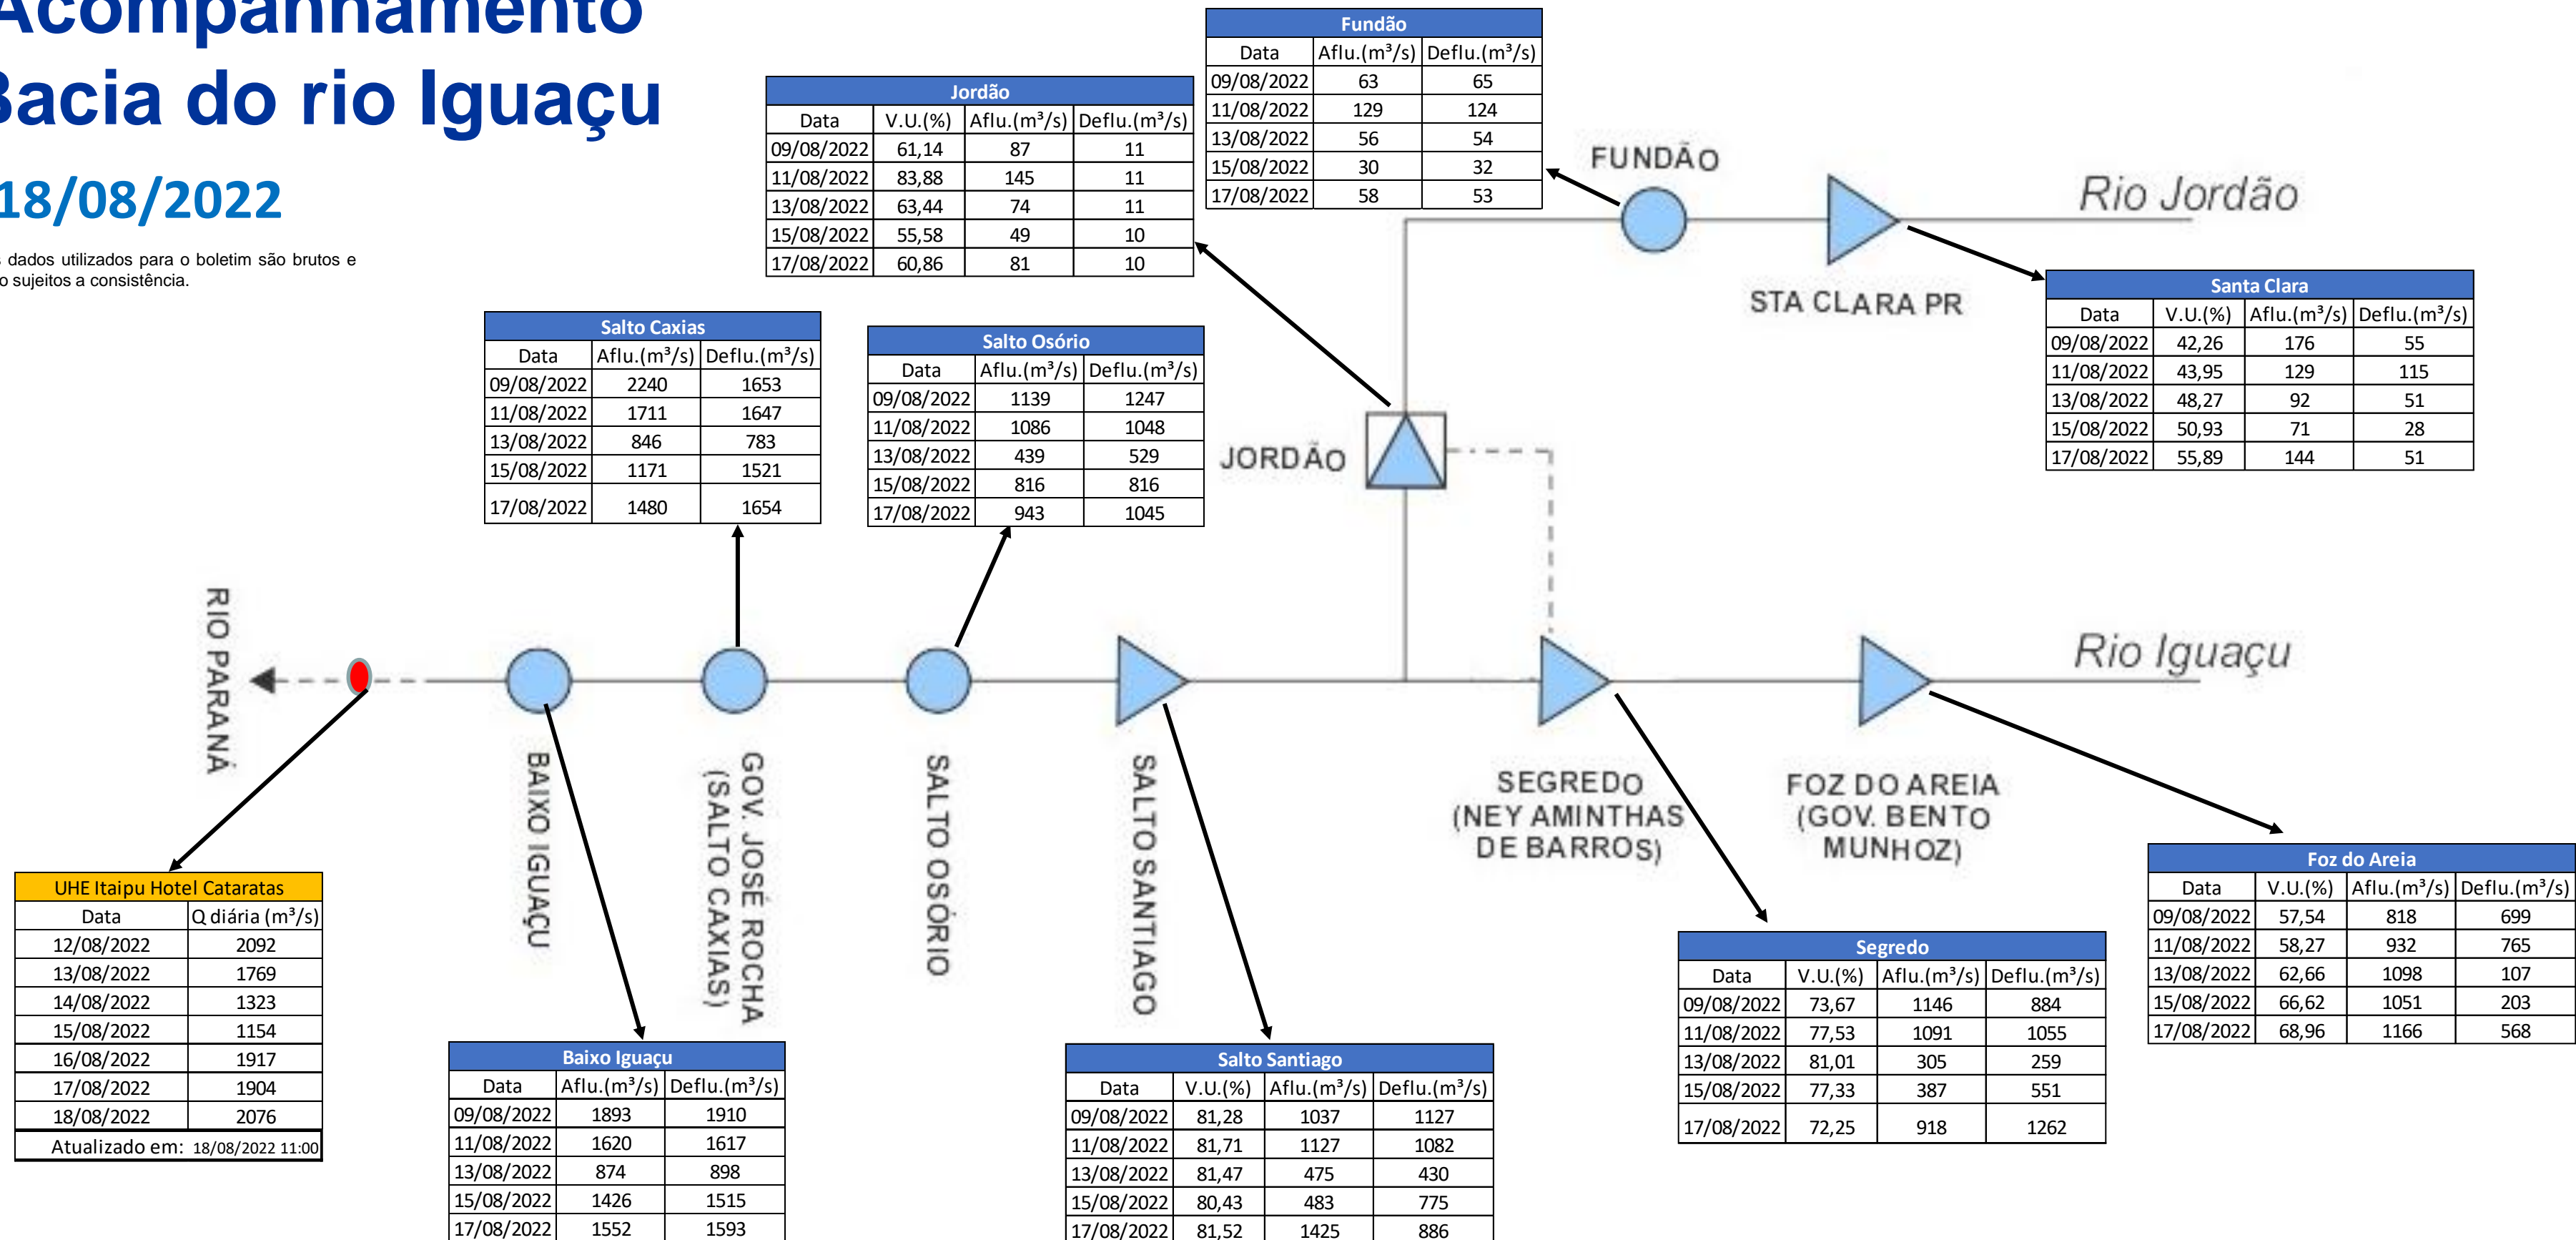 Acompanhamento
Bacia do rio Iguaçu
18/08/2022
dados utilizados para o boletim são brutos e
sujeitos a consistência.
Fundão
Data Aflu.(m³/s) Deflu.(m³/s)
09/08/2022 63 65
11/08/2022 129 124
13/08/2022 56 54
15/08/2022 30 32
17/08/2022 58 53
Jordão
Data V.U.(%) Aflu.(m³/s) Deflu.(m³/s)
09/08/2022 61,14 87 11
11/08/2022 83,88 145 11
13/08/2022 63,44 74 11
15/08/2022 55,58 49 10
17/08/2022 60,86 81 10
FUNDÃO
Rio Jordão
STA CLARA PR
Santa Clara
Data V.U.(%) Aflu.(m³/s) Deflu.(m³/s)
09/08/2022 42,26 176 55
11/08/2022 43,95 129 115
13/08/2022 48,27 92 51
15/08/2022 50,93 71 28
17/08/2022 55,89 144 51
Salto Caxias
Data Aflu.(m³/s) Deflu.(m³/s)
09/08/2022 2240 1653
11/08/2022 1711 1647
13/08/2022 846 783
15/08/2022 1171 1521
17/08/2022 1480 1654
Salto Osório
Data Aflu.(m³/s) Deflu.(m³/s)
09/08/2022 1139 1247
11/08/2022 1086 1048
13/08/2022 439 529
15/08/2022 816 816
17/08/2022 943 1045
JORDÃO
RIO PARANÁ
Rio Iguaçu
BAIXO IGUAÇU
GOV. JOSÉ ROCHA
(SALTO CAXIAS)
SALTO OSÓRIO
SALTO SANTIAGO
SEGREDO
(NEY AMINTHAS
DE BARROS)
FOZ DO AREIA
(GOV. BENTO
MUNHOZ)
UHE Itaipu Hotel Cataratas
Data Q diária (m³/s)
12/08/2022 2092
13/08/2022 1769
14/08/2022 1323
15/08/2022 1154
16/08/2022 1917
17/08/2022 1904
18/08/2022 2076
Atualizado em: 18/08/2022 11:00
Baixo Iguaçu
Data Aflu.(m³/s) Deflu.(m³/s)
09/08/2022 1893 1910
11/08/2022 1620 1617
13/08/2022 874 898
15/08/2022 1426 1515
17/08/2022 1552 1593
Salto Santiago
Data V.U.(%) Aflu.(m³/s) Deflu.(m³/s)
09/08/2022 81,28 1037 1127
11/08/2022 81,71 1127 1082
13/08/2022 81,47 475 430
15/08/2022 80,43 483 775
17/08/2022 81,52 1425 886
Segredo
Data V.U.(%) Aflu.(m³/s) Deflu.(m³/s)
09/08/2022 73,67 1146 884
11/08/2022 77,53 1091 1055
13/08/2022 81,01 305 259
15/08/2022 77,33 387 551
17/08/2022 72,25 918 1262
Foz do Areia
Data V.U.(%) Aflu.(m³/s) Deflu.(m³/s)
09/08/2022 57,54 818 699
11/08/2022 58,27 932 765
13/08/2022 62,66 1098 107
15/08/2022 66,62 1051 203
17/08/2022 68,96 1166 568